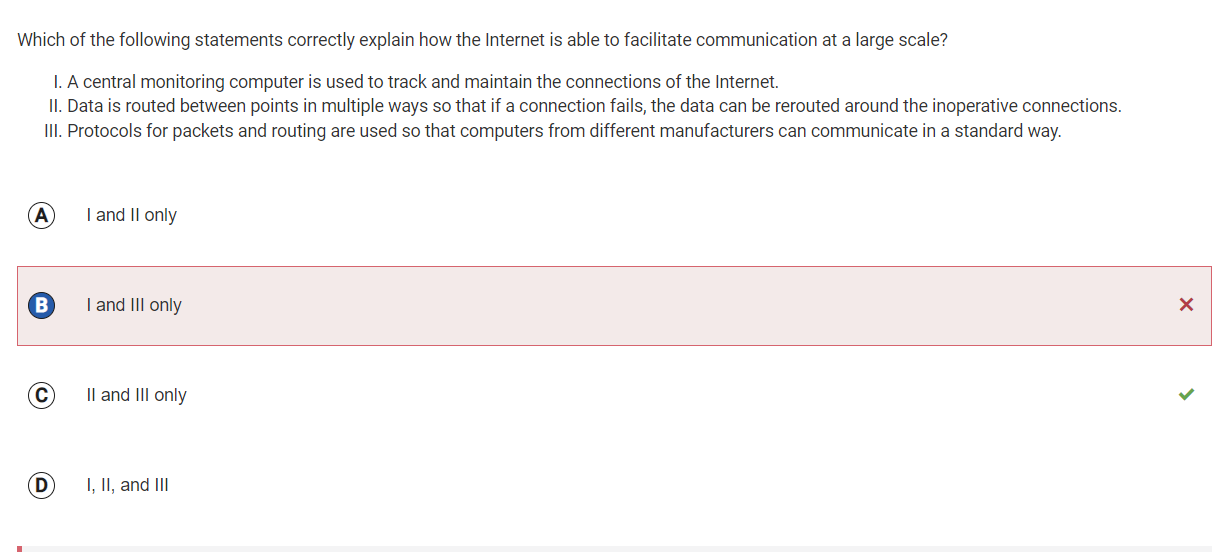 Which of the following statements correctly explain how the Internet is able to facilitate communication at a large scale?
I. A central monitoring computer is used to track and maintain the connections of the Internet.
II. Data is routed between points in multiple ways so that if a connection fails, the data can be rerouted around the inoperative connections.
III. Protocols for packets and routing are used so that computers from different manufacturers can communicate in a standard way.
A I and II only
B I and III only
C II and III only
D I, II, and III